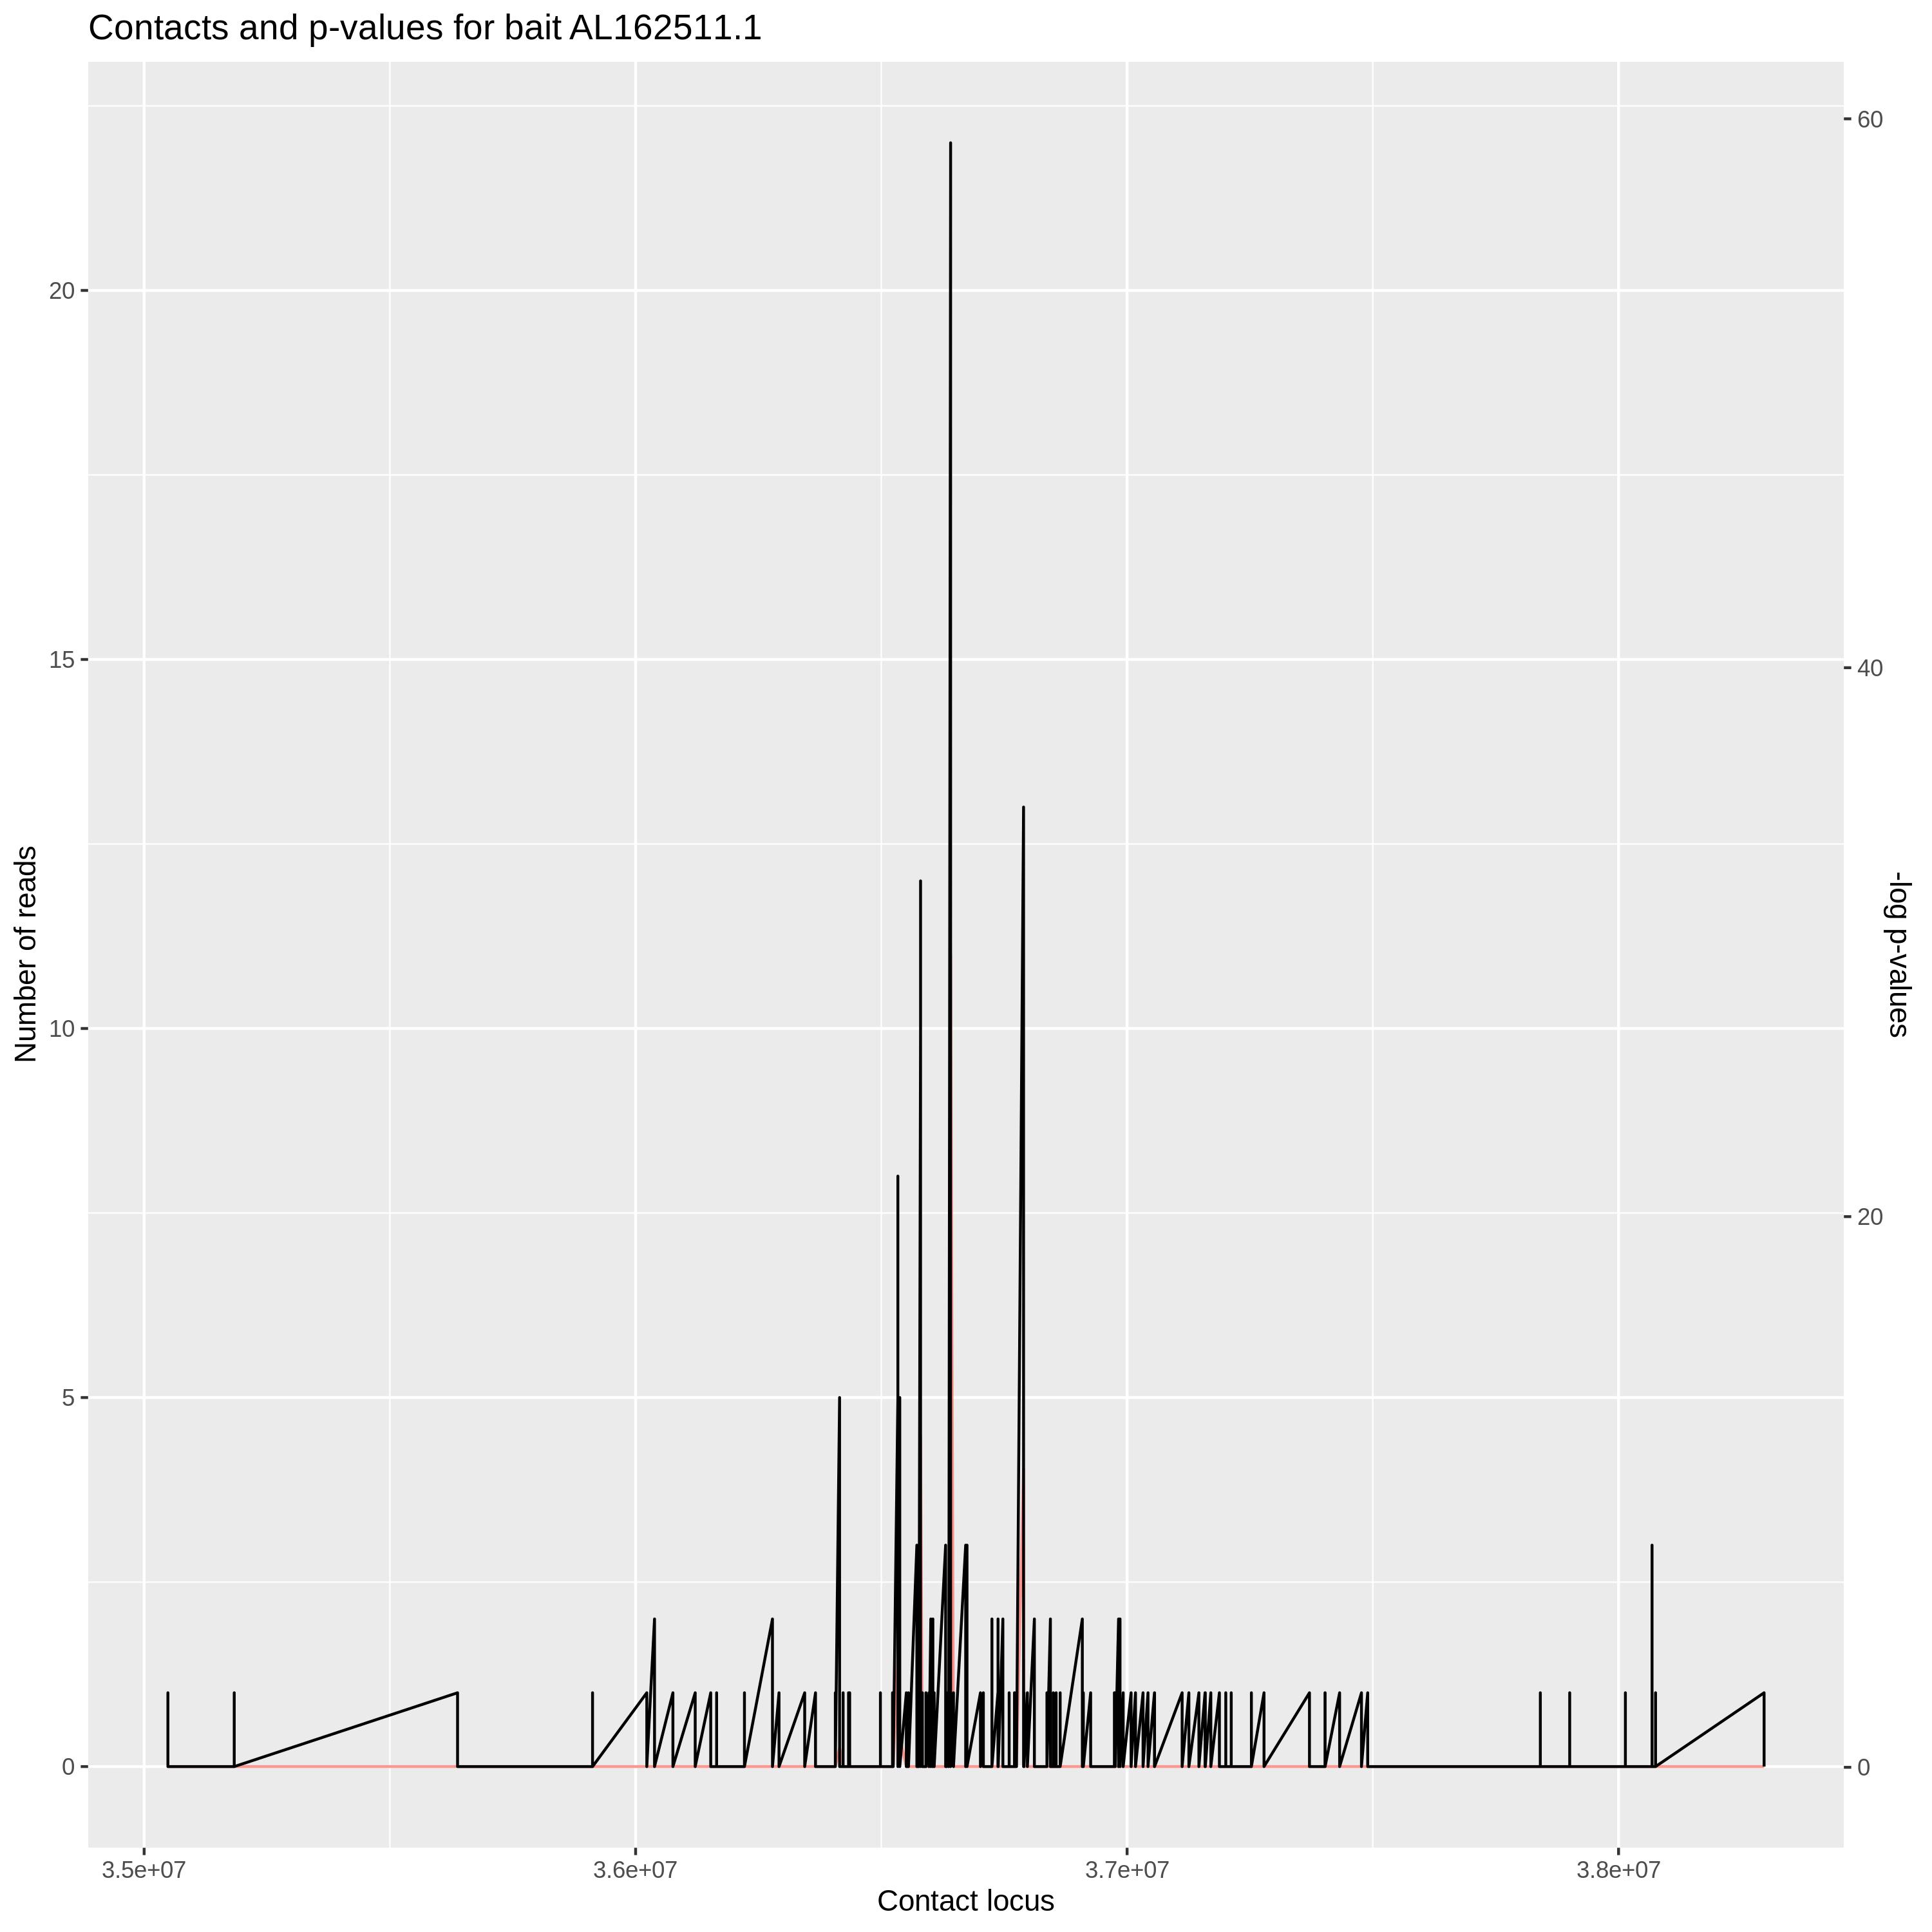 Contacts and p-values for bait AL162511.1
Number of reads
20
15
10
5
0
60
40
20
0
-log p-values
3.5e+07 3.6e+07 3.7e+07 3.8e+07
Contact locus